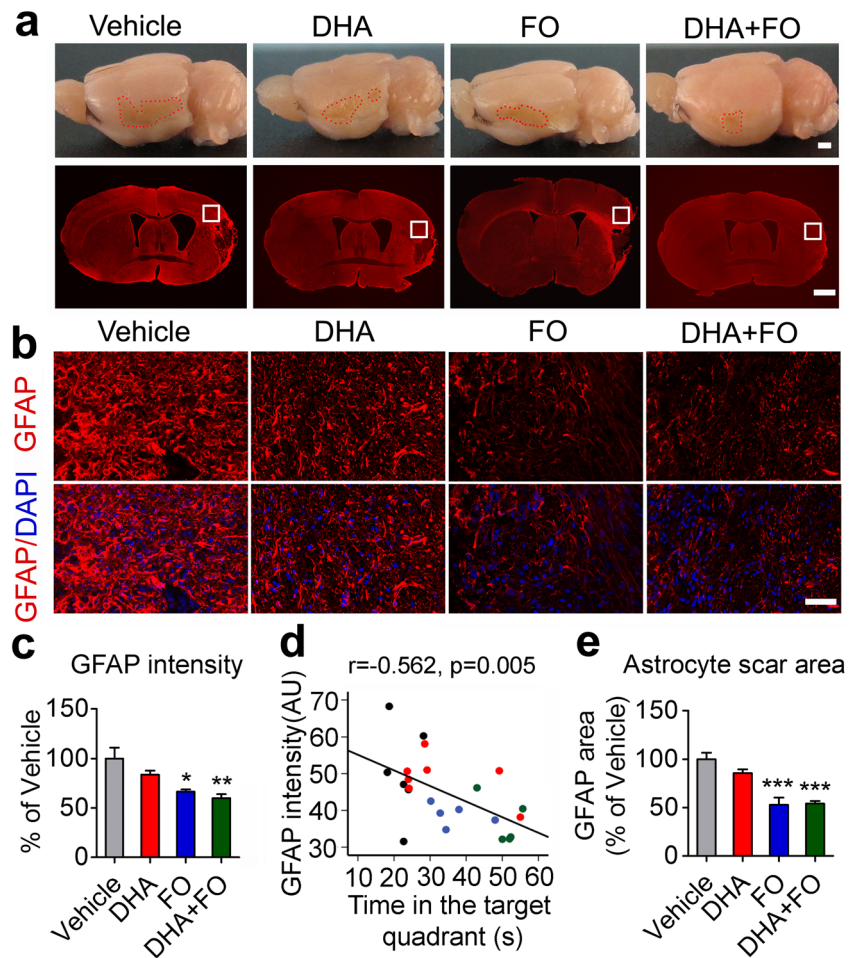 a
Vehicle DHA FO DHA+FO
b
Vehicle DHA FO DHA+FO
GFAP
GFAP/DAPI
c
GFAP intensity
% of Vehicle
150
100
50
0
* **
Vehicle DHA FO DHA+FO
d
r=-0.562, p=0.005
GFAP intensity(AU)
70
60
50
40
30
10 20 30 40 50 60
Time in the target
quadrant (s)
e
Astrocyte scar area
GFAP area
(% of Vehicle)
150
100
50
0
*** ***
Vehicle DHA FO DHA+FO